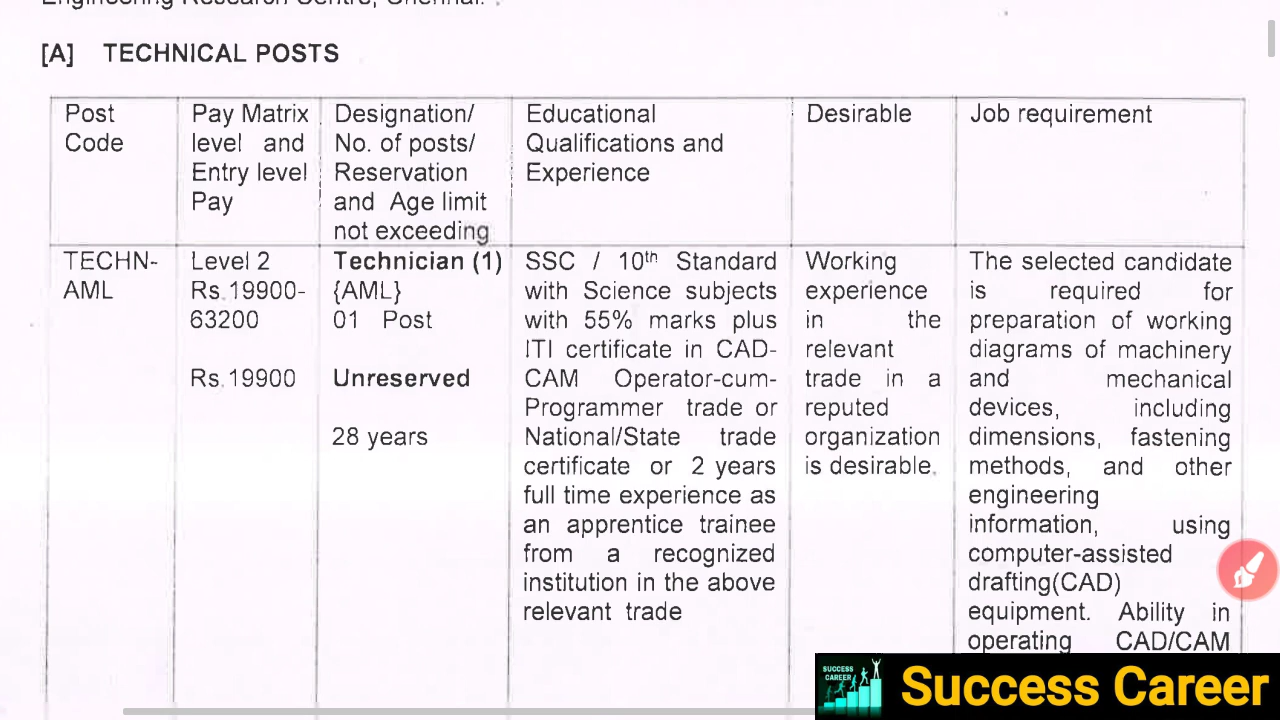 Engineering Research Centre, Chennai.
[A] TECHNICAL POSTS
Post
Code
Pay Matrix
level and
Entry level
Pay
Designation/
No. of posts/
Reservation
and Age limit
not exceeding
Educational
Qualifications and
Experience
Desirable
Job requirement
TECHN-
AML
Level 2
Rs.19900-
63200
Rs.19900
Technician (1)
{AML}
01 Post
Unreserved
28 years
SSC / 10th Standard
with Science subjects
with 55% marks plus
ITI certificate in CAD-
CAM Operator-cum-
Programmer trade or
National/State trade
certificate or 2 years
full time experience as
an apprentice trainee
from a recognized
institution in the above
relevant trade
Working
experience
in the
relevant
trade in a
reputed
organization
is desirable.
The selected candidate
is required for
preparation of working
diagrams of machinery
and mechanical
devices, including
dimensions, fastening
methods, and other
engineering
information, using
computer-assisted
drafting(CAD)
equipment. Ability in
operating CAD/CAM
SUCCESS
CAREER
Success Career